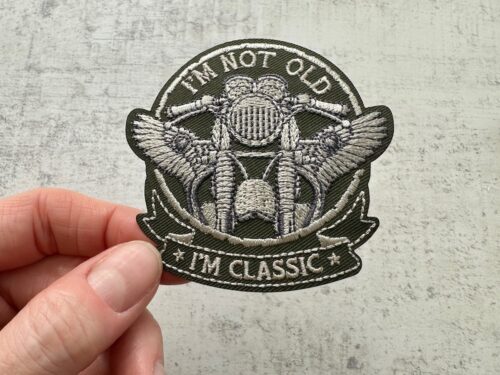 I'M NOT OLD
★ I'M CLASSIC ★